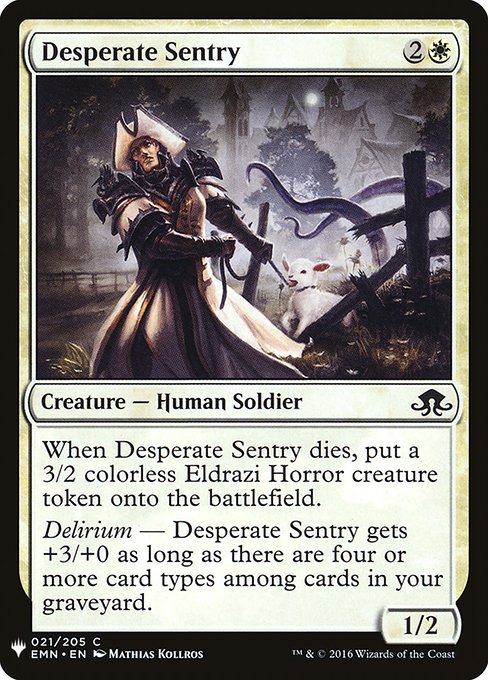 Desperate Sentry 2
Creature — Human Soldier
When Desperate Sentry dies, put a
3/2 colorless Eldrazi Horror creature
token onto the battlefield.
Delirium — Desperate Sentry gets
+3/+0 as long as there are four or
more card types among cards in your
graveyard.
1/2
021/205 C
EMN • EN Mathias Kollros
™ & © 2016 Wizards of the Coast